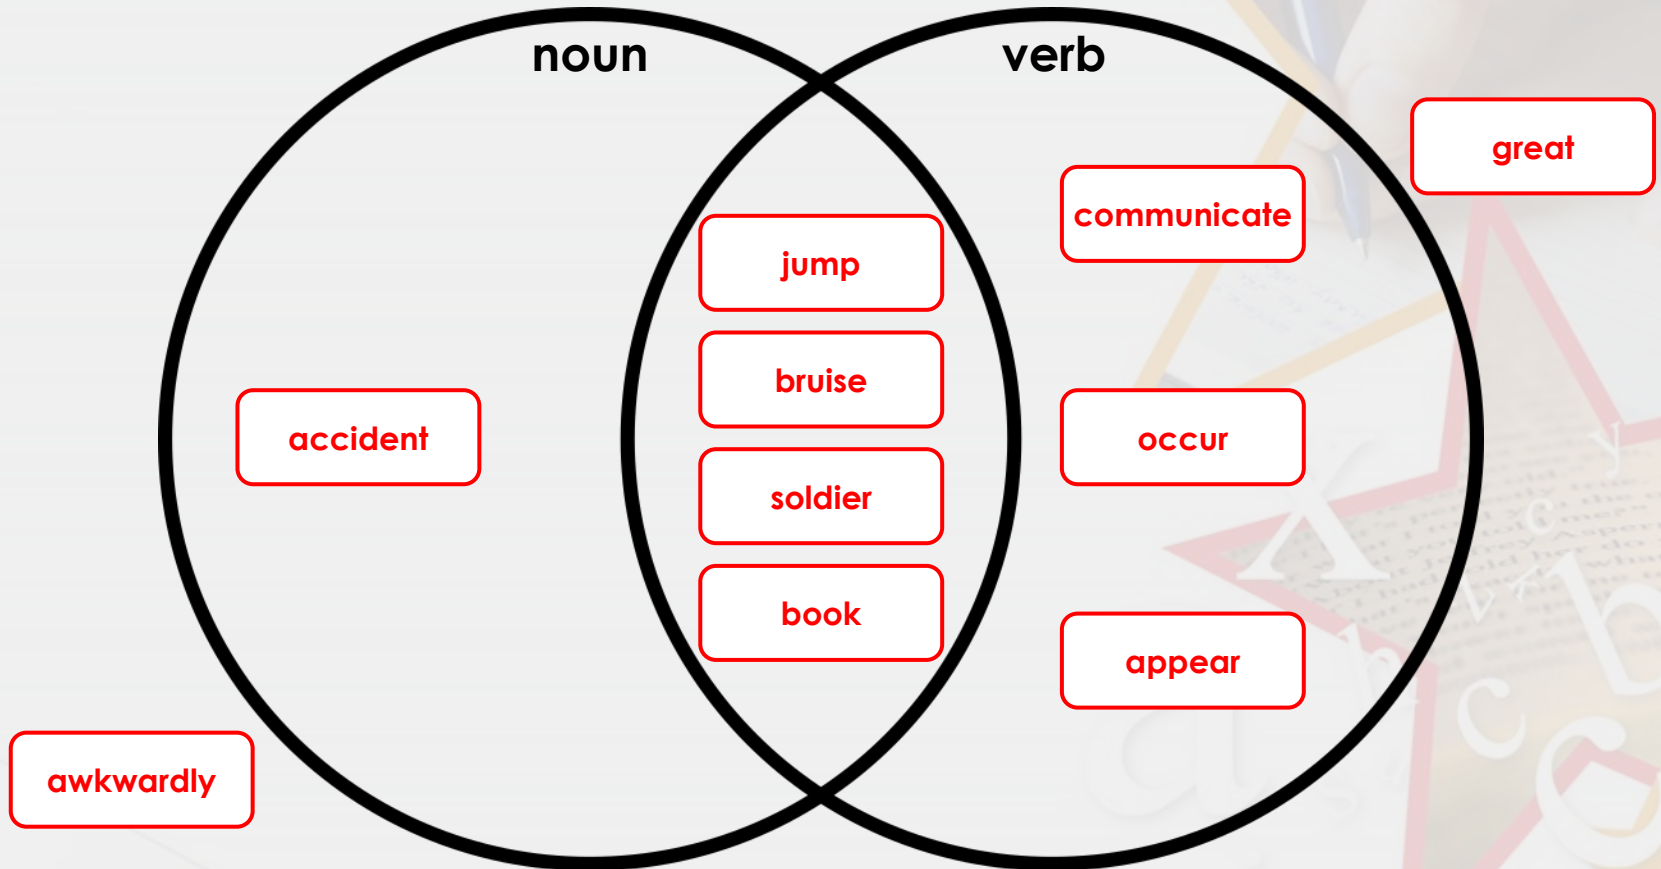 noun
verb
great
communicate
jump
bruise
accident
occur
soldier
book
appear
awkwardly